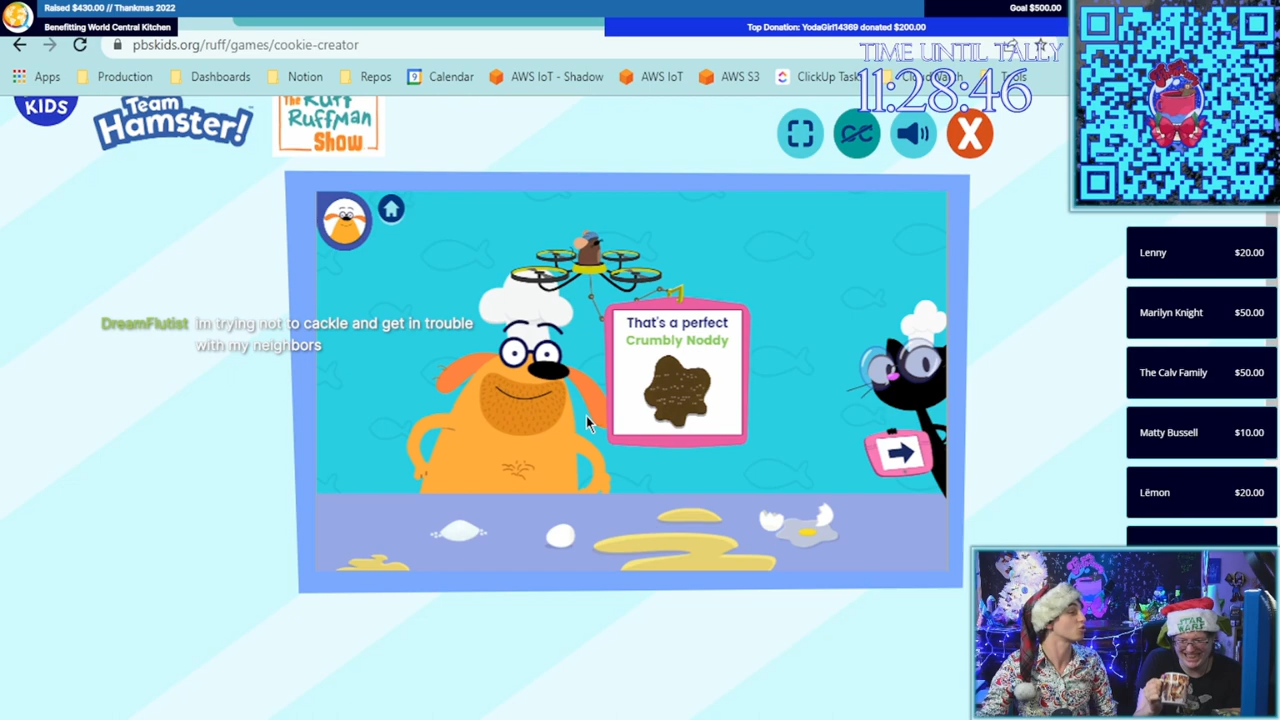 Raised $430.00 // Thankmas 2022
Goal $500.00
Benefitting World Central Kitchen
Top Donation: YodaGirl14369 donated $200.00
pbskids.org/ruff/games/cookie-creator
TIME UNTIL TALLY
11:28:46
Apps Production Dashboards Notion Repos Calendar AWS IoT - Shadow AWS IoT AWS S3 ClickUp
KIDS
Team
Hamster!
The
Ruff
Ruffman
Show
X
That's a perfect
Crumbly Noddy
DreamFlutist im trying not to cackle and get in trouble
with my neighbors
Lenny $20.00
Marilyn Knight $50.00
The Calv Family $50.00
Matty Bussell $10.00
Lēmon $20.00
STAR
WARS